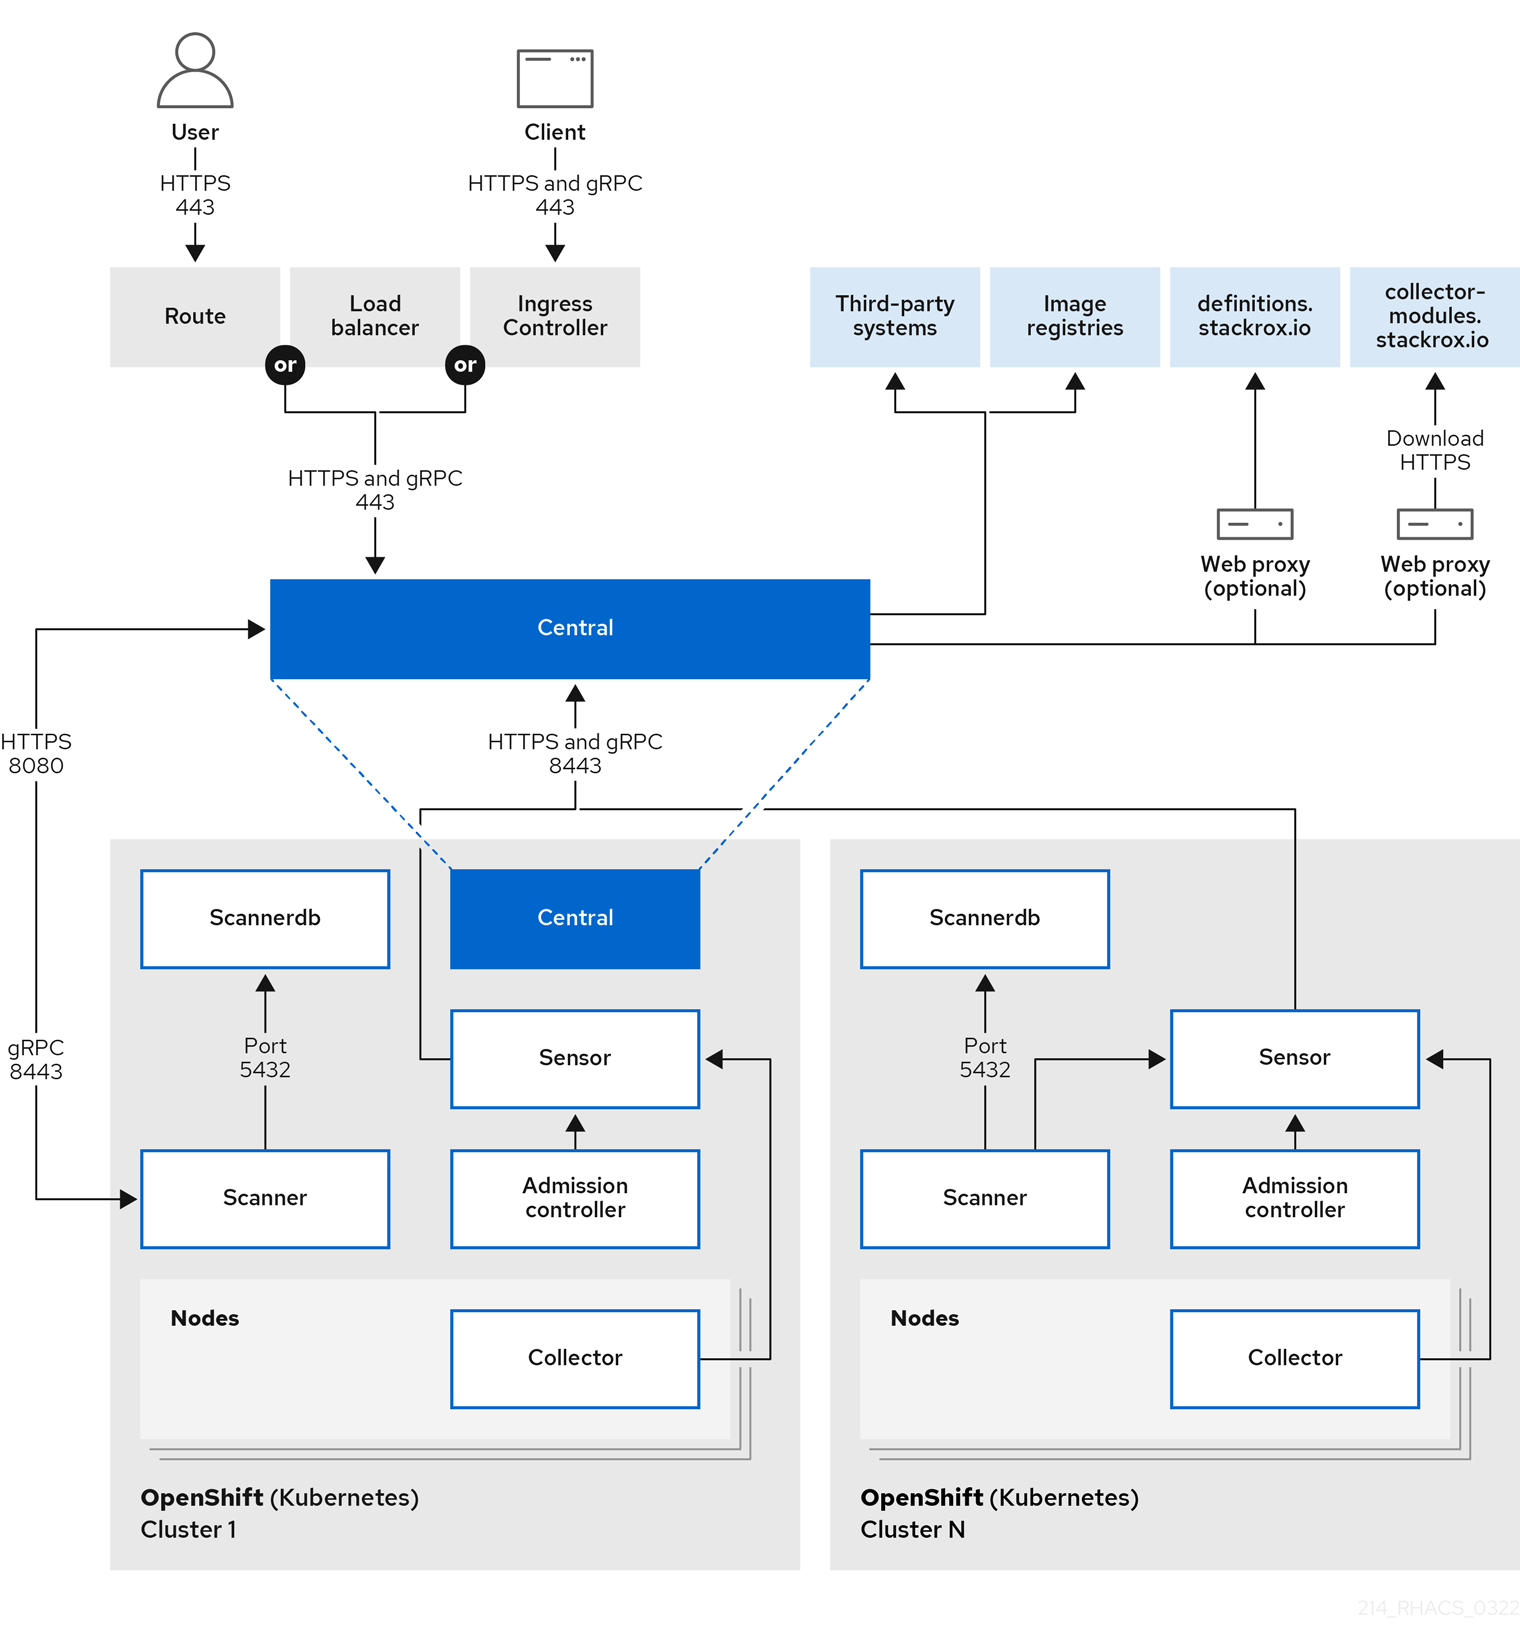 User
Client
HTTPS
443
HTTPS and gRPC
443
Route
Load
balancer
Ingress
Controller
or
or
Third-party
systems
Image
registries
definitions.
stackrox.io
collector-
modules.
stackrox.io
HTTPS and gRPC
443
Download
HTTPS
Web proxy
(optional)
Web proxy
(optional)
Central
HTTPS
8080
HTTPS and gRPC
8443
Scannerdb
Central
Scannerdb
gRPC
8443
Port
5432
Sensor
Port
5432
Sensor
Scanner
Admission
controller
Scanner
Admission
controller
Nodes
Collector
Nodes
Collector
OpenShift (Kubernetes)
Cluster 1
OpenShift (Kubernetes)
Cluster N
214_RHACS_0322